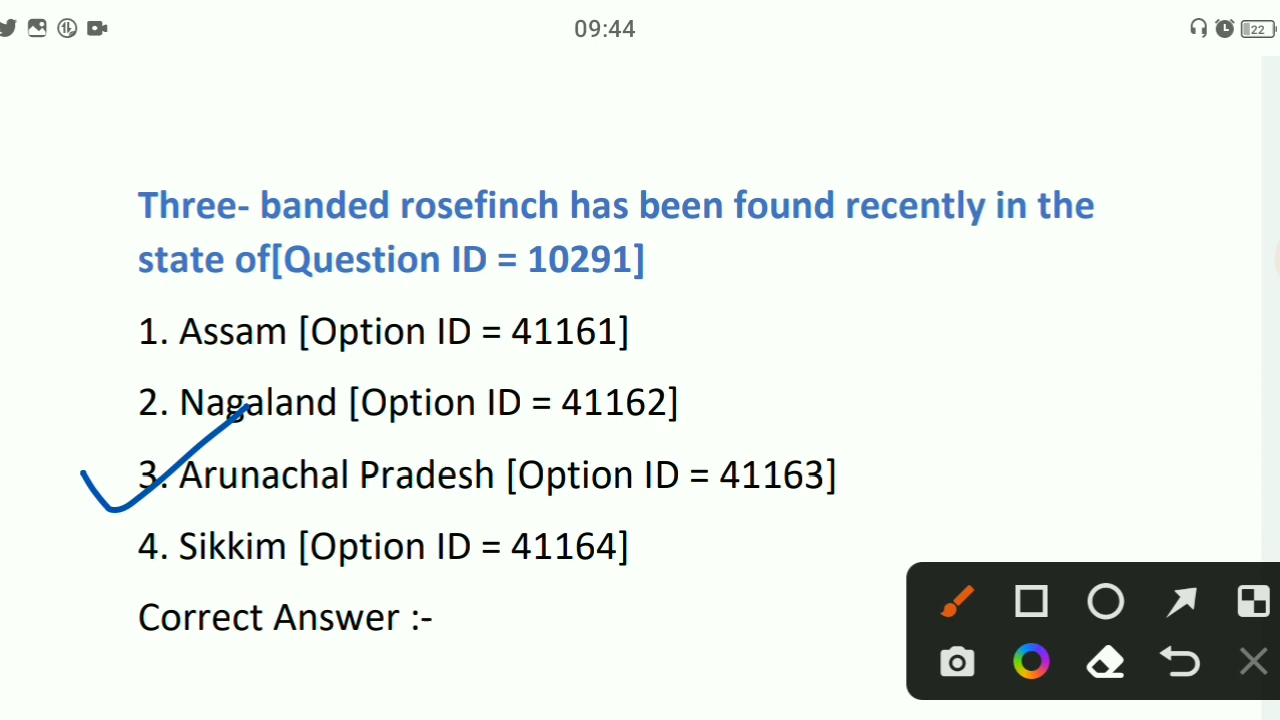 09:44
22
Three- banded rosefinch has been found recently in the
state of[Question ID = 10291]
1. Assam [Option ID = 41161]
2. Nagaland [Option ID = 41162]
3. Arunachal Pradesh [Option ID = 41163]
4. Sikkim [Option ID = 41164]
Correct Answer :-